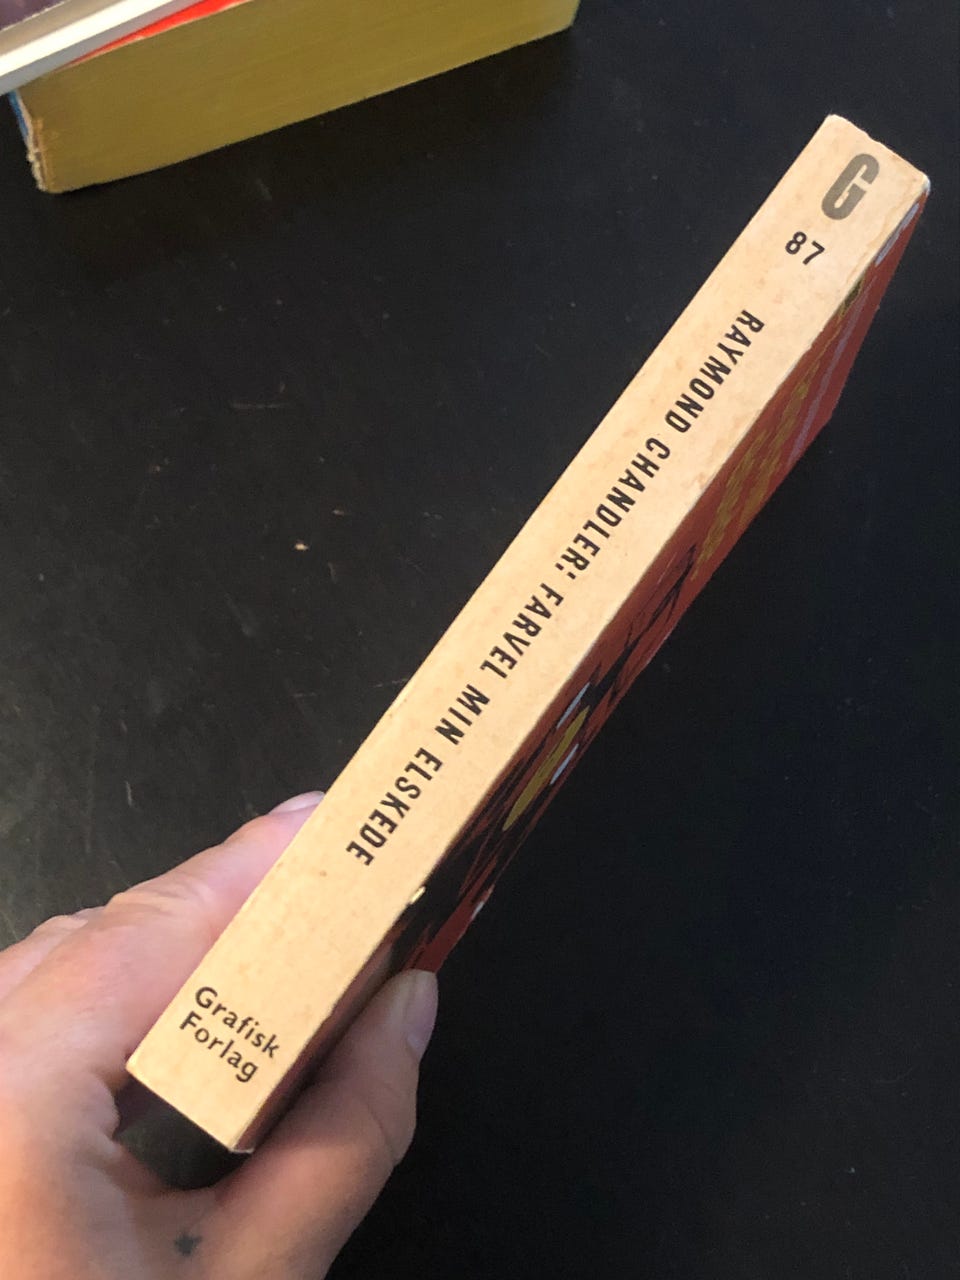 G
87
RAYMOND CHANDLER: FARVEL MIN ELSKEDE
Grafisk
Forlag